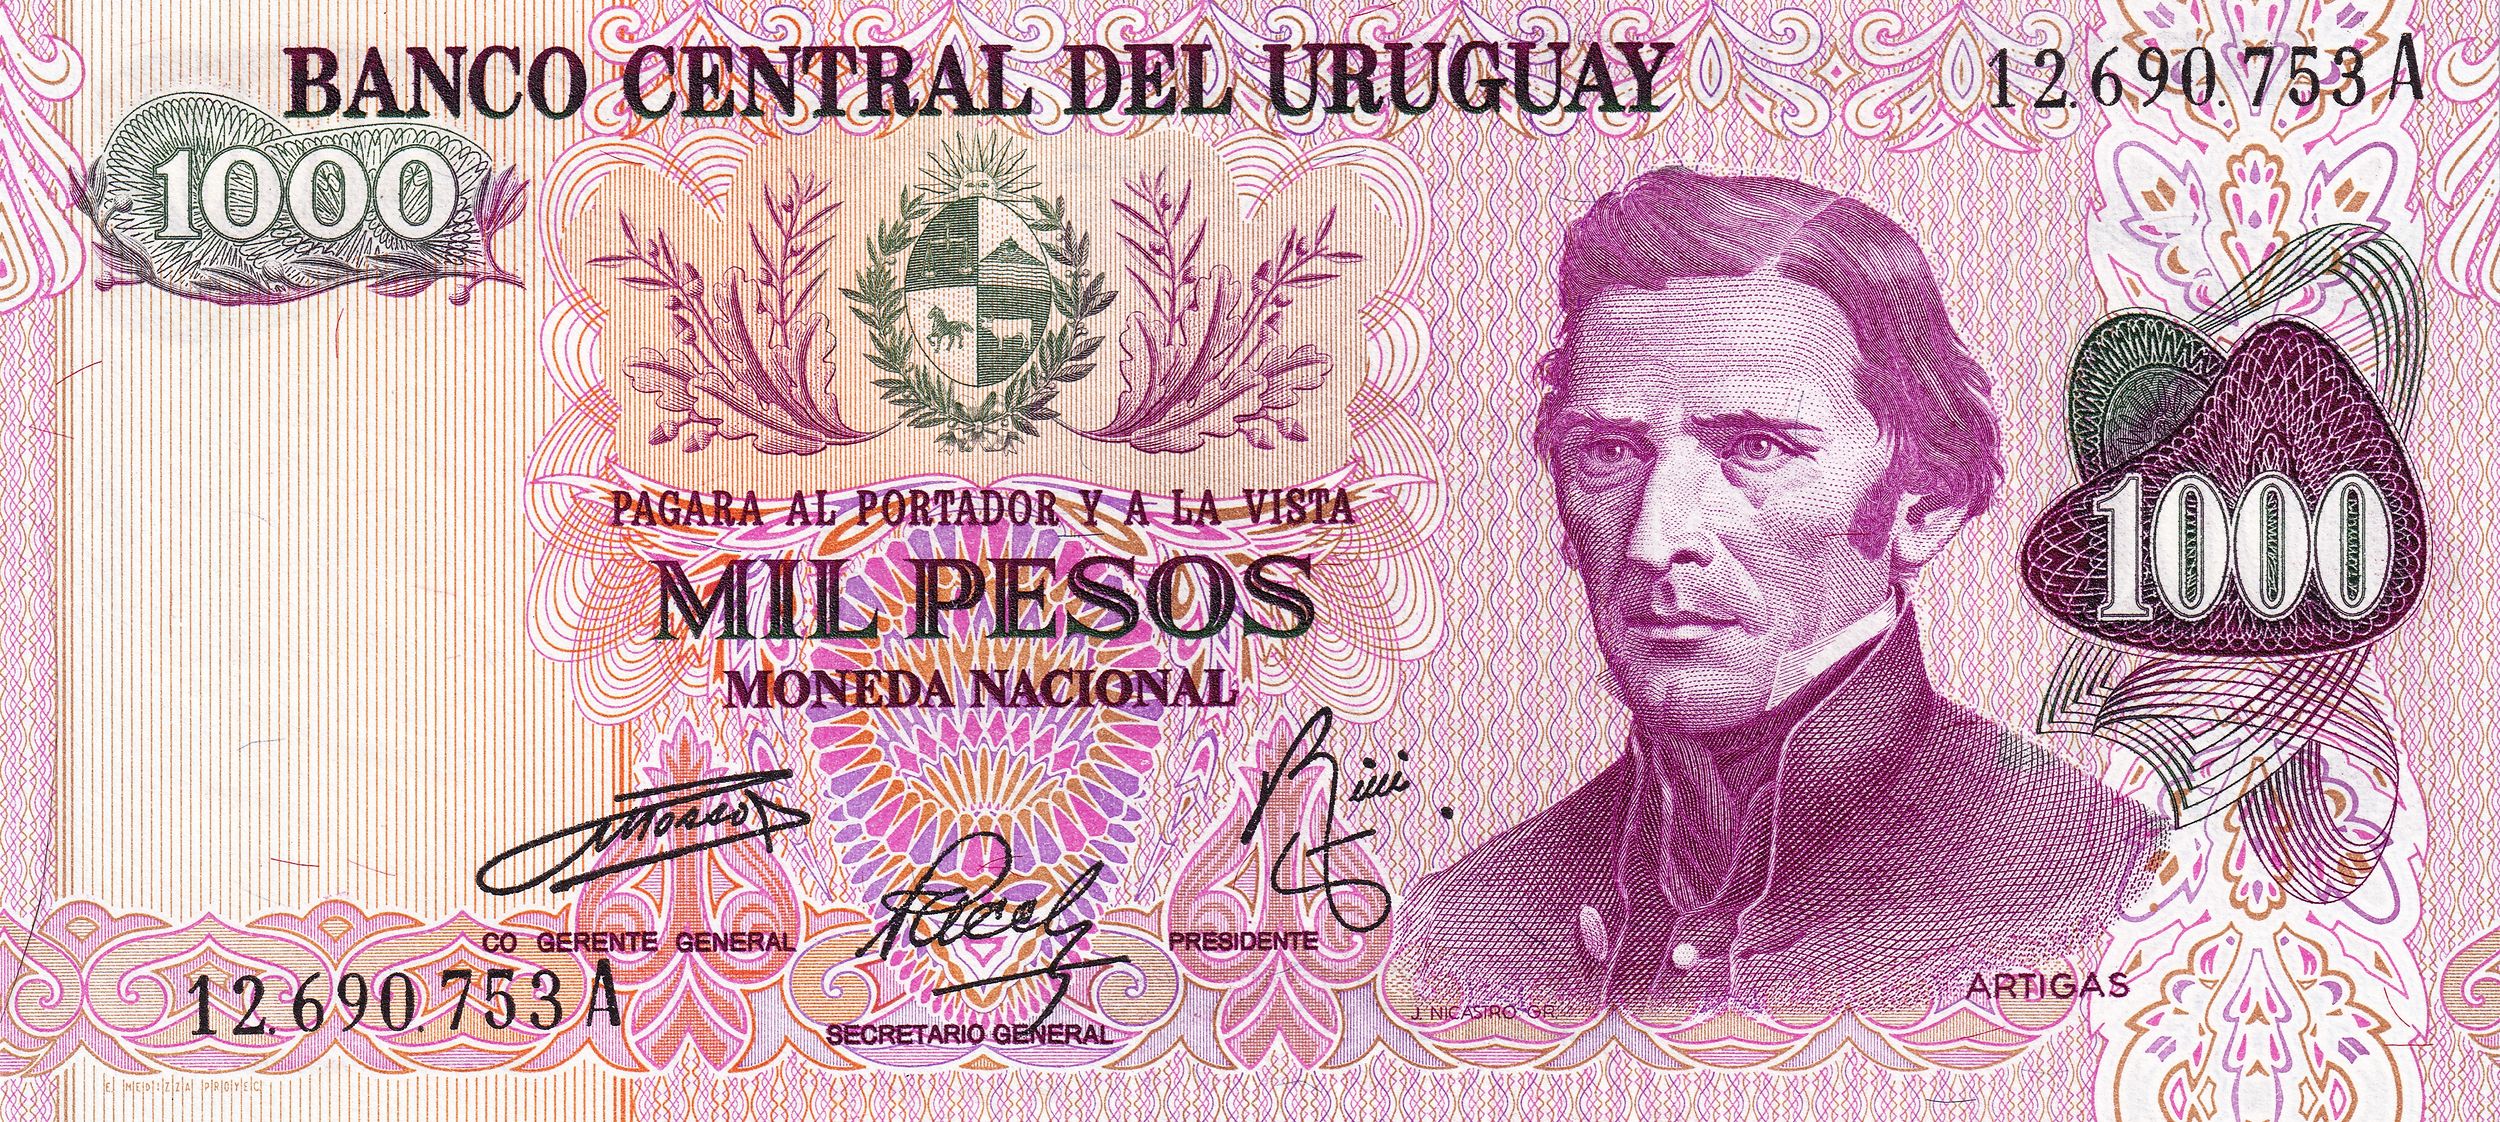 BANCO CENTRAL DEL URUGUAY
12.690.753 A
1000
PAGARA AL PORTADOR Y A LA VISTA
MIL PESOS
1000
MONEDA NACIONAL
CO GERENTE GENERAL
PRESIDENTE
12.690.753 A
ARTIGAS
J. NICASTRO GR.
SECRETARIO GENERAL
E. MEDIZZA PROYEC.